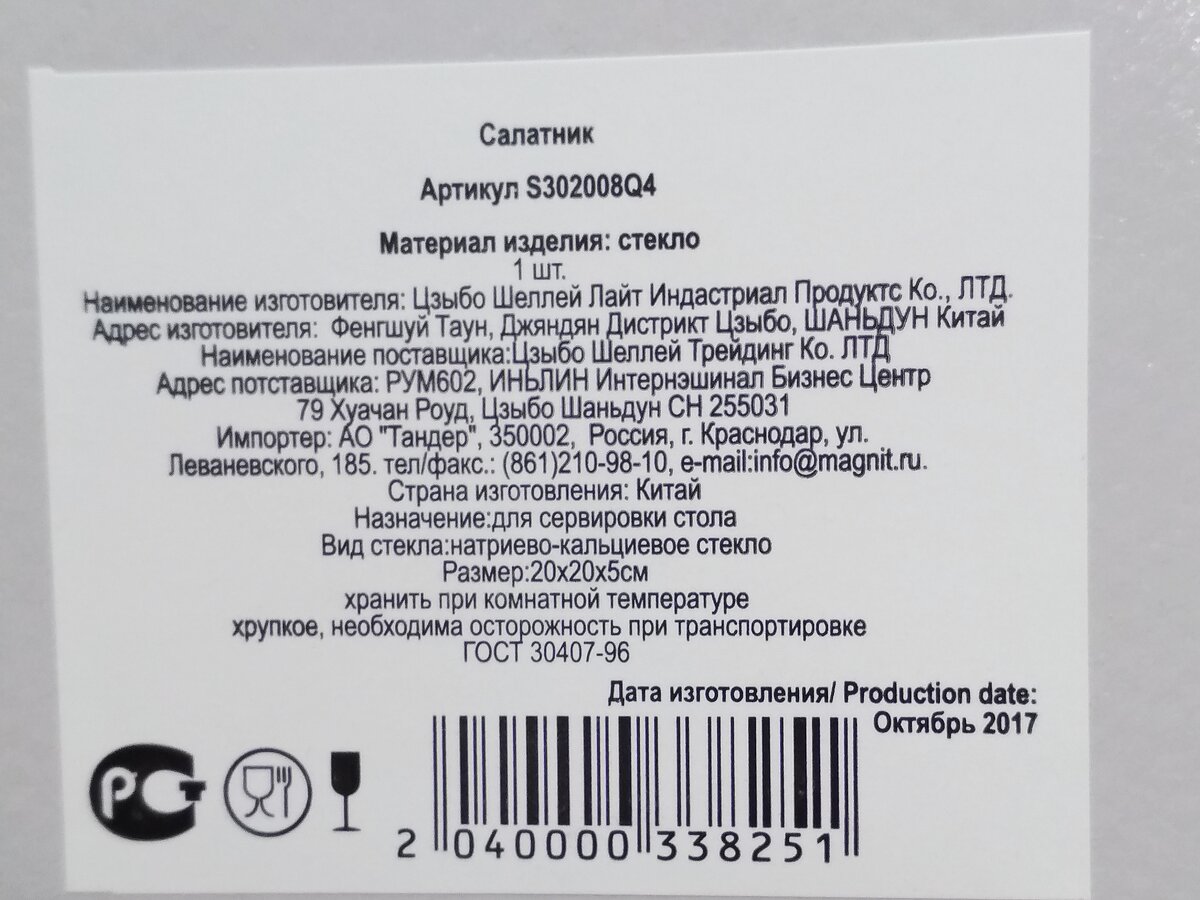 Салатник
Артикул S302008Q4
Материал изделия: стекло
1 шт.
Наименование изготовителя: Цзыбо Шеллей Лайт Индастриал Продуктс Ко., ЛТД.
Адрес изготовителя: Фенгшуй Таун, Джяндян Дистрикт Цзыбо, ШАНЬДУН Китай
Наименование поставщика:Цзыбо Шеллей Трейдинг Ко. ЛТД
Адрес потставщика: РУМ602, ИНЬЛИН Интернэшинал Бизнес Центр
79 Хуачан Роуд, Цзыбо Шаньдун CH 255031
Импортер: АО "Тандер", 350002, Россия, г. Краснодар, ул.
Леваневского, 185. тел/факс.: (861)210-98-10, e-mail:info@magnit.ru.
Страна изготовления: Китай
Назначение:для сервировки стола
Вид стекла:натриево-кальциевое стекло
Размер:20х20х5см
хранить при комнатной температуре
хрупкое, необходима осторожность при транспортировке
ГОСТ 30407-96
Дата изготовления/ Production date:
Октябрь 2017
РСТ
2 040000 338251